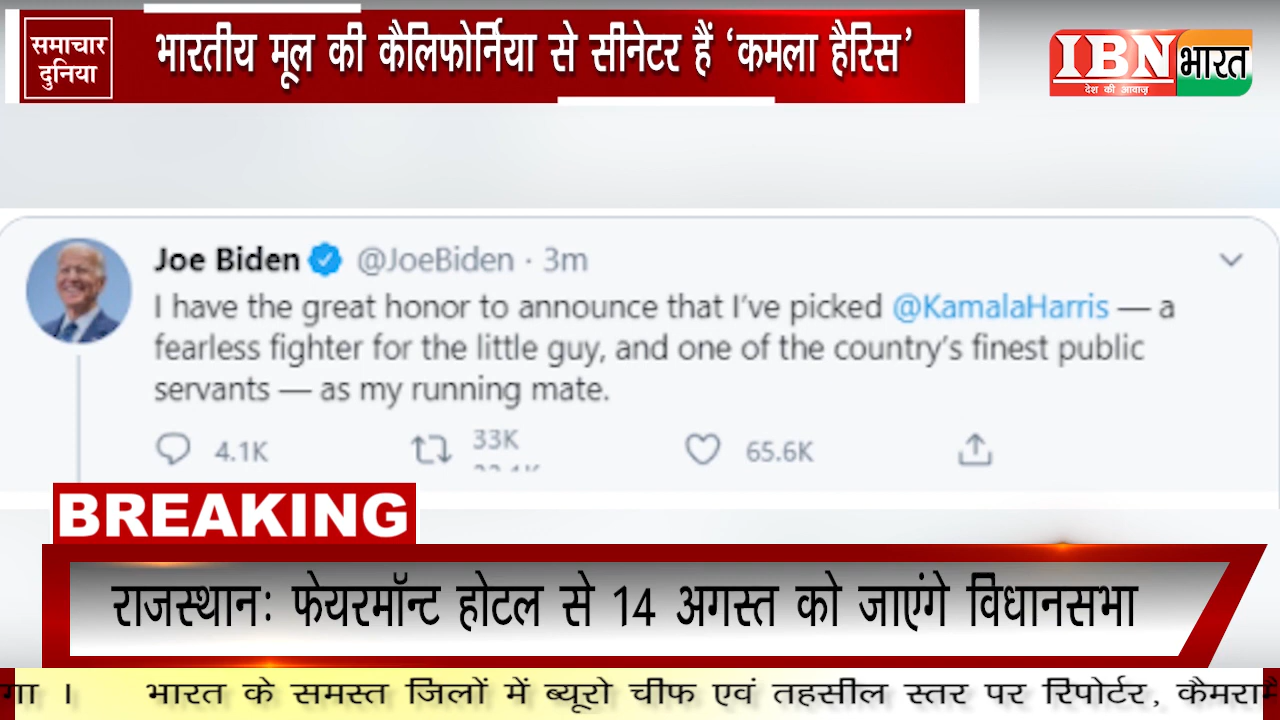 समाचार
दुनिया
भारतीय मूल की कैलिफोर्निया से सीनेटर हैं ‘कमला हैरिस’
IBN भारत
देश की आवाज़
Joe Biden @JoeBiden · 3m
I have the great honor to announce that I’ve picked @KamalaHarris — a
fearless fighter for the little guy, and one of the country’s finest public
servants — as my running mate.
4.1K 33K 65.6K
BREAKING
राजस्थानः फेयरमॉन्ट होटल से 14 अगस्त को जाएंगे विधानसभा
गा । भारत के समस्त जिलों में ब्यूरो चीफ एवं तहसील स्तर पर रिपोर्टर, कैमरामै